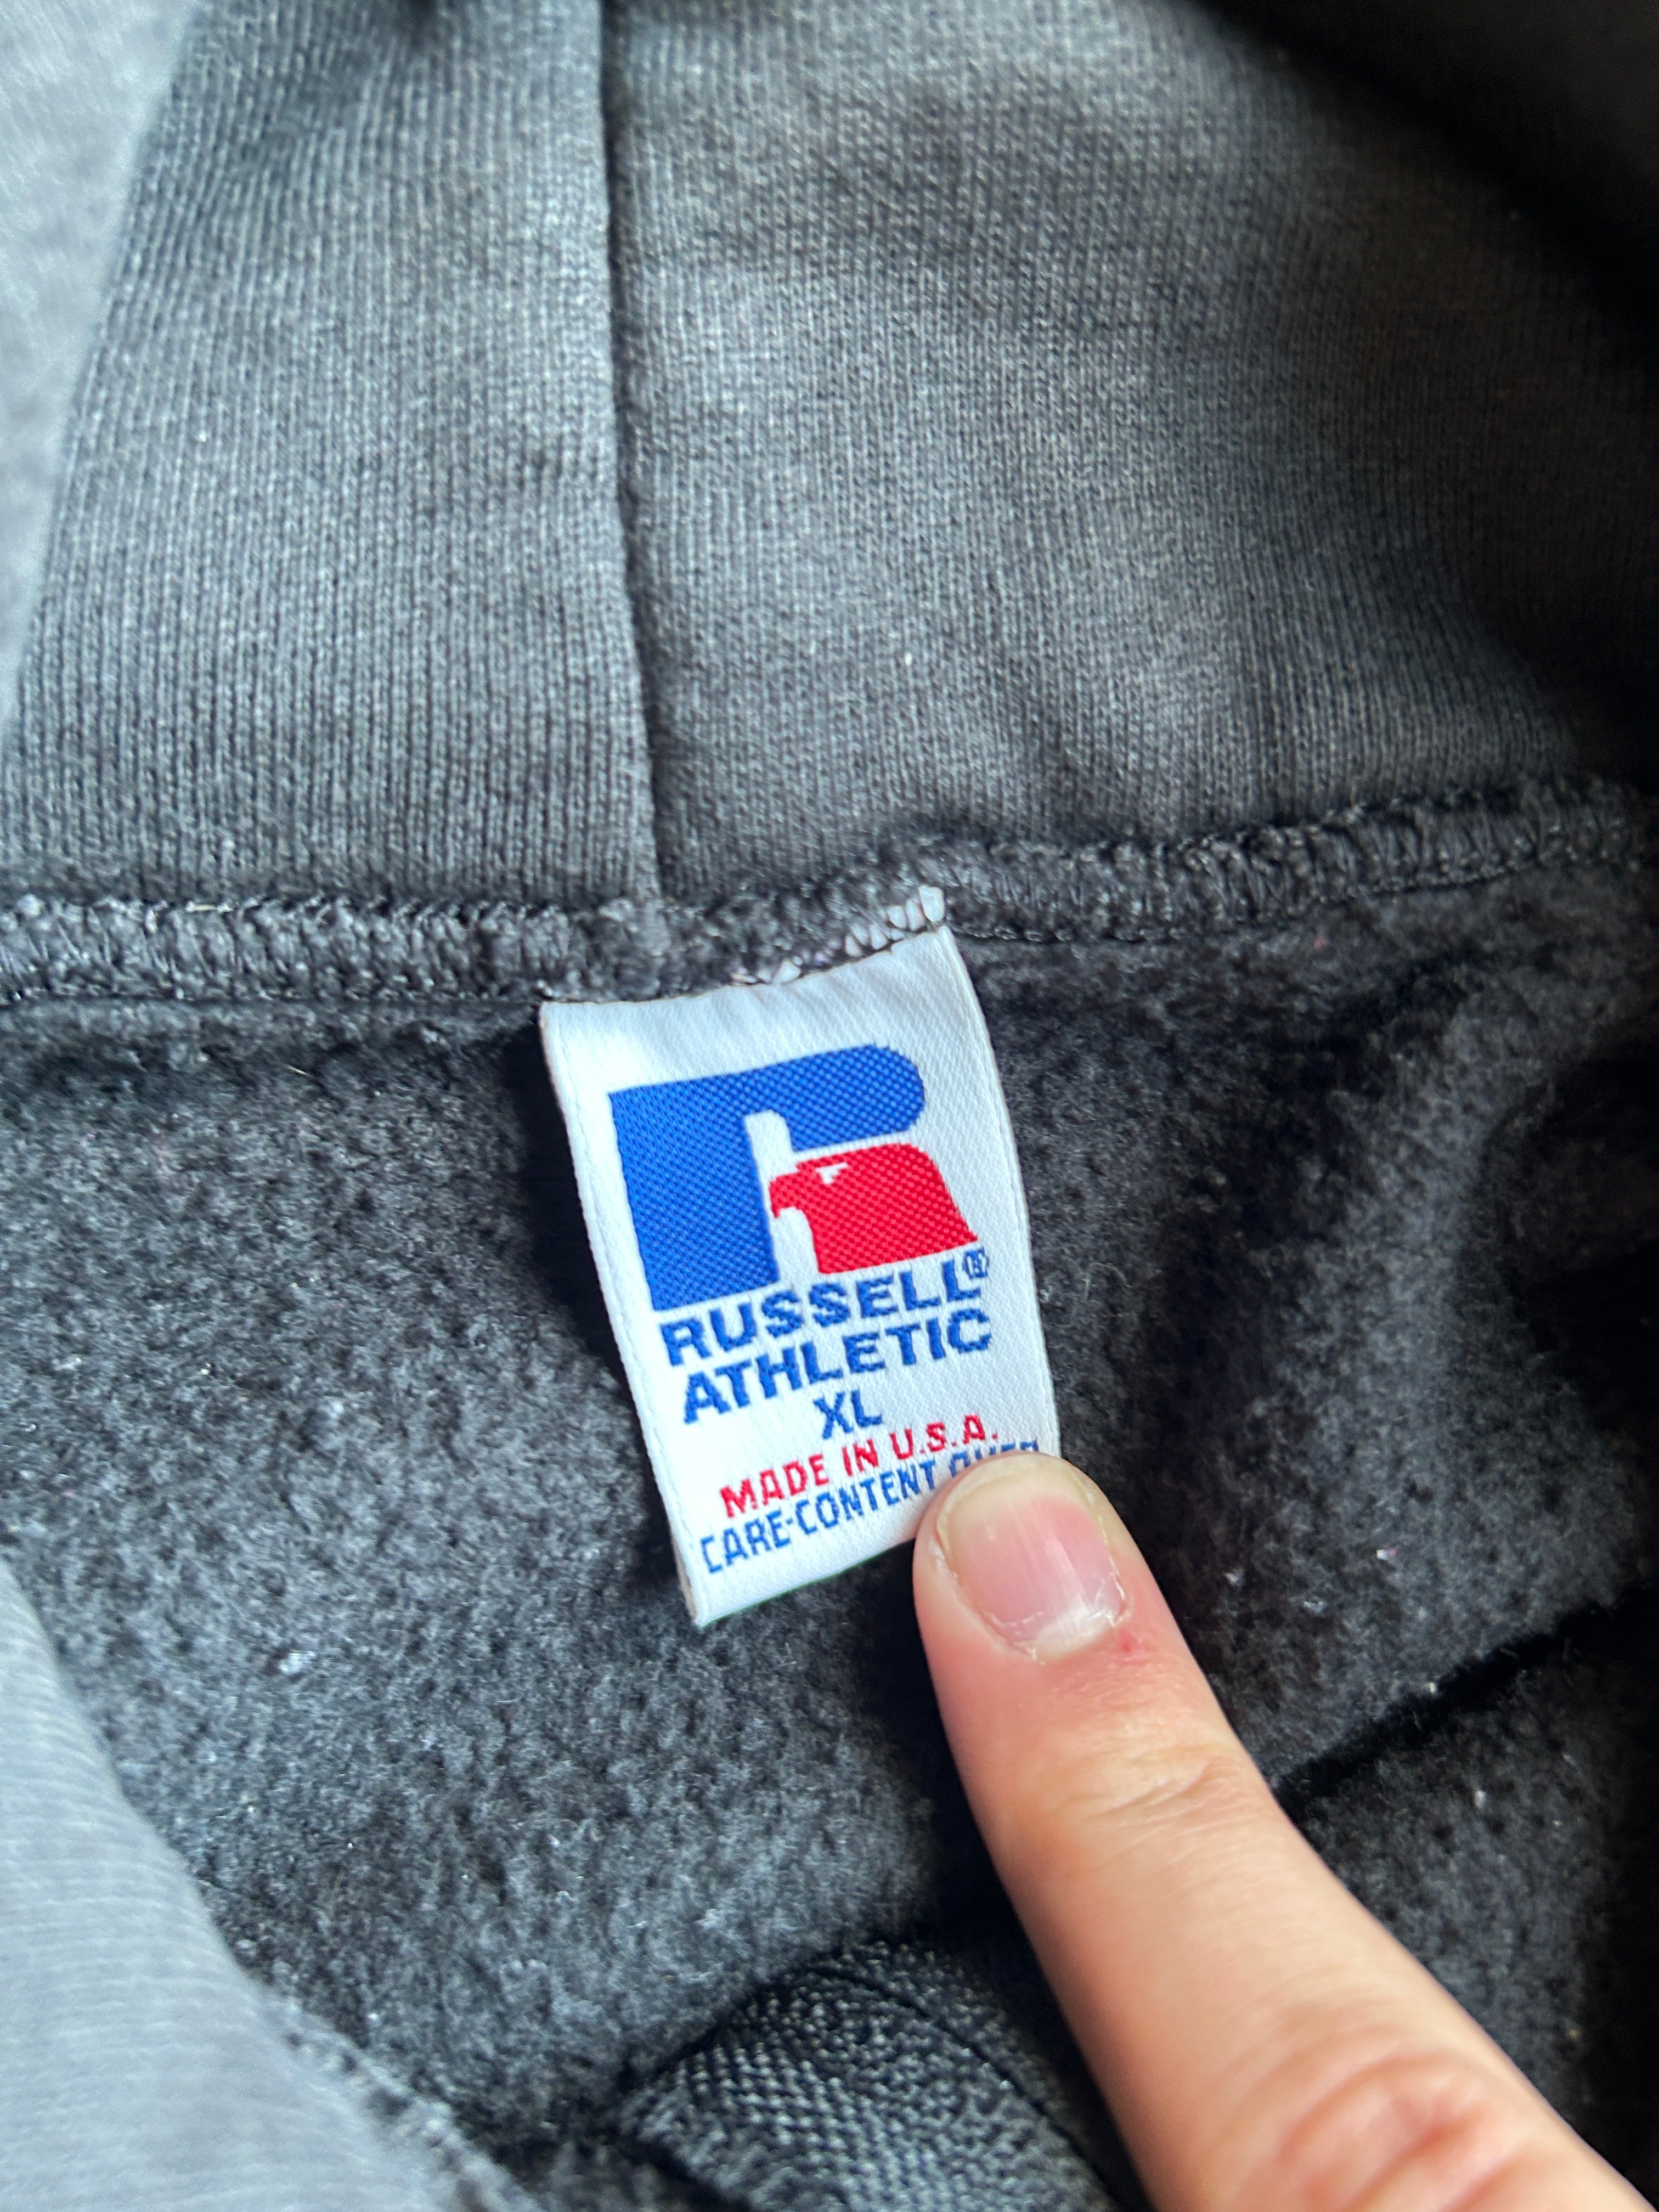 RUSSELL®
ATHLETIC
XL
MADE IN U.S.A.
CARE-CONTENT